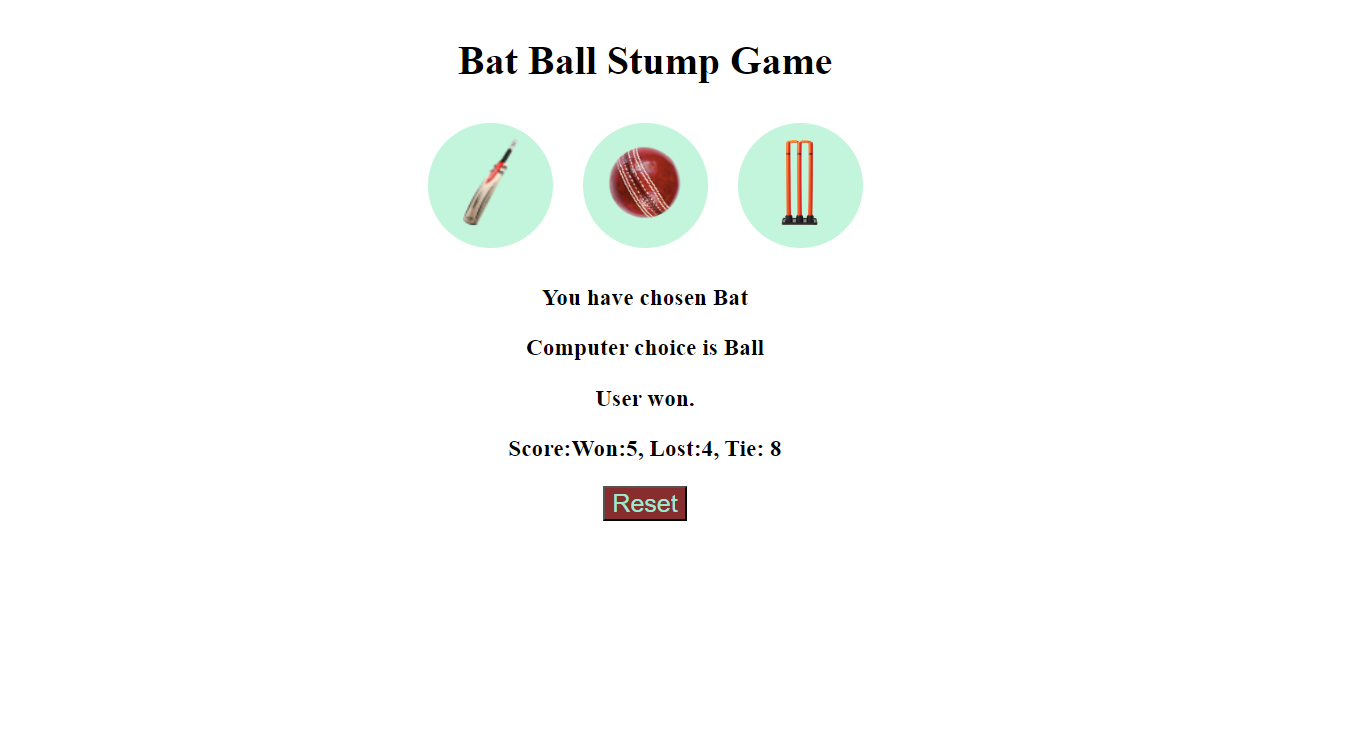 Bat Ball Stump Game
You have chosen Bat
Computer choice is Ball
User won.
Score:Won:5, Lost:4, Tie: 8
Reset